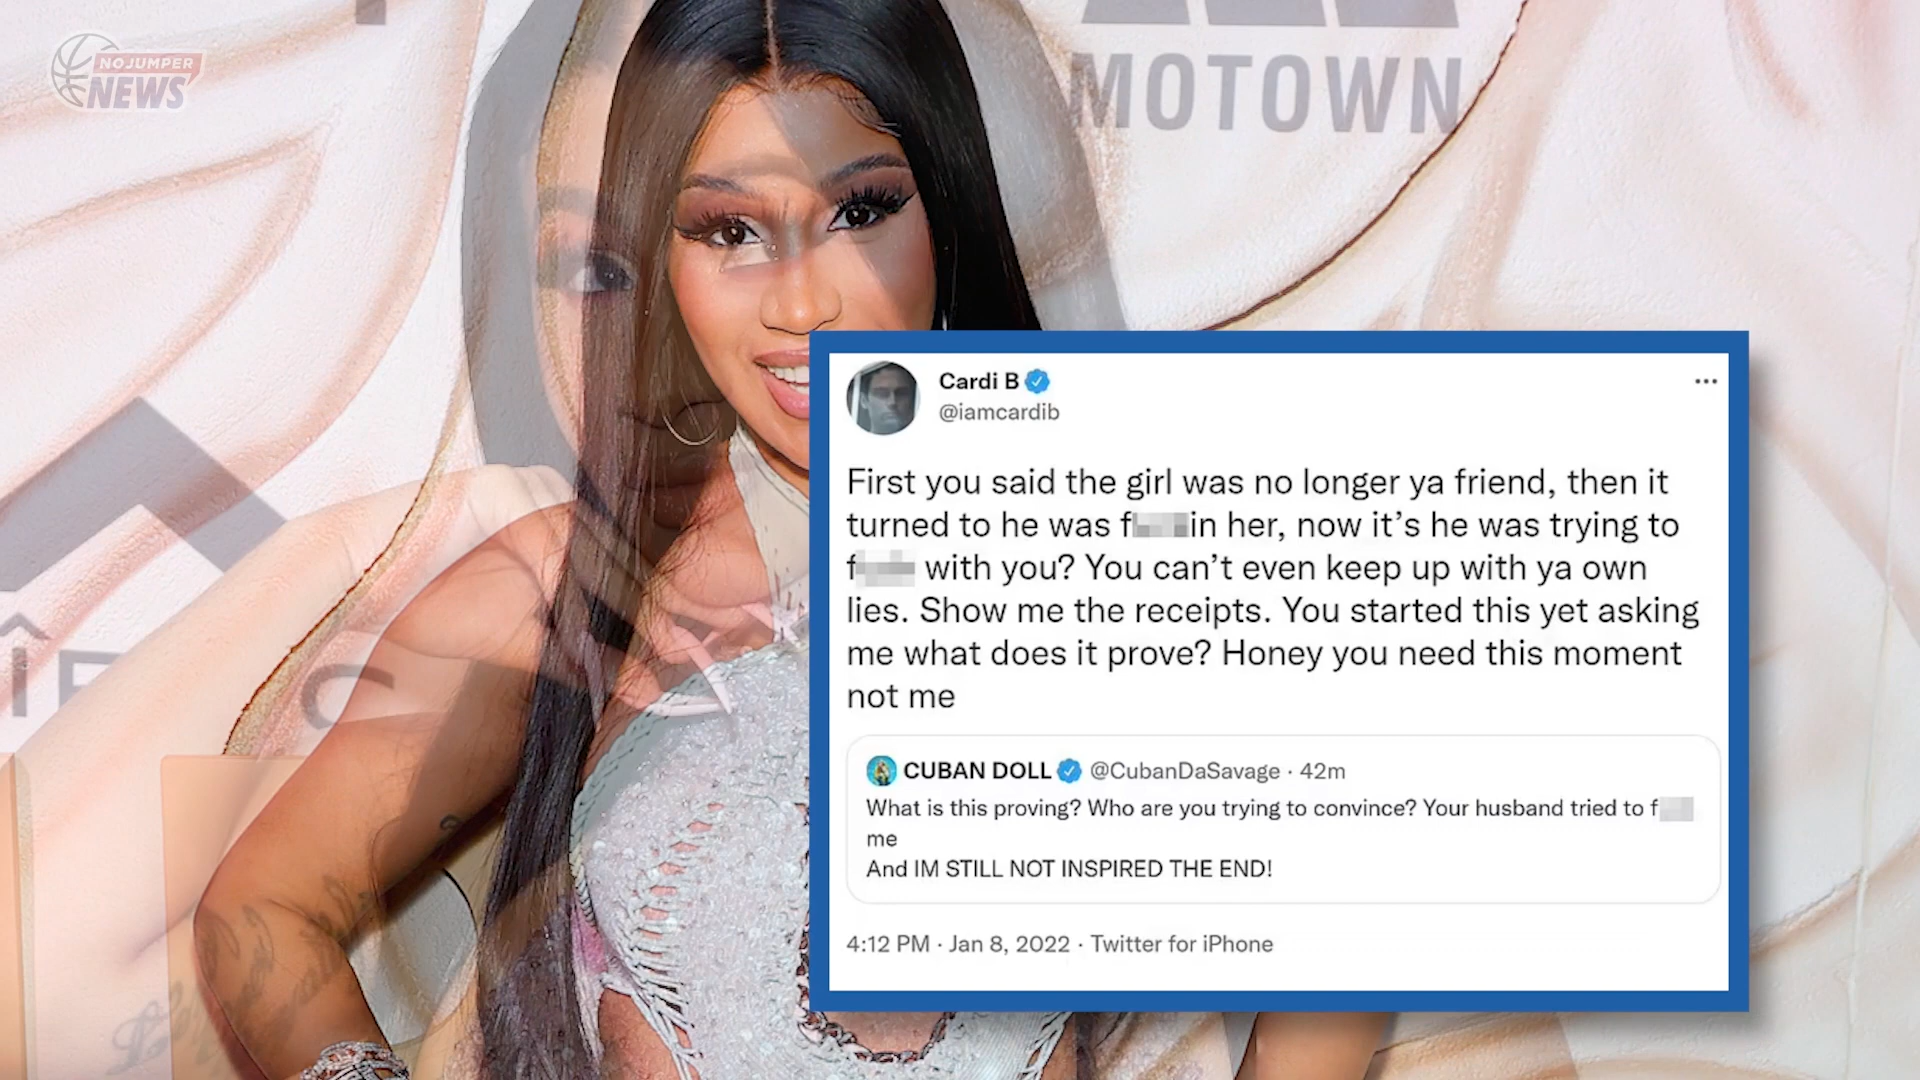 NOJUMPER
NEWS
MOTOWN
Cardi B
@iamcardib
First you said the girl was no longer ya friend, then it
turned to he was f in her, now it’s he was trying to
f with you? You can’t even keep up with ya own
lies. Show me the receipts. You started this yet asking
me what does it prove? Honey you need this moment
not me
CUBAN DOLL @CubanDaSavage · 42m
What is this proving? Who are you trying to convince? Your husband tried to f
me
And IM STILL NOT INSPIRED THE END!
4:12 PM · Jan 8, 2022 · Twitter for iPhone